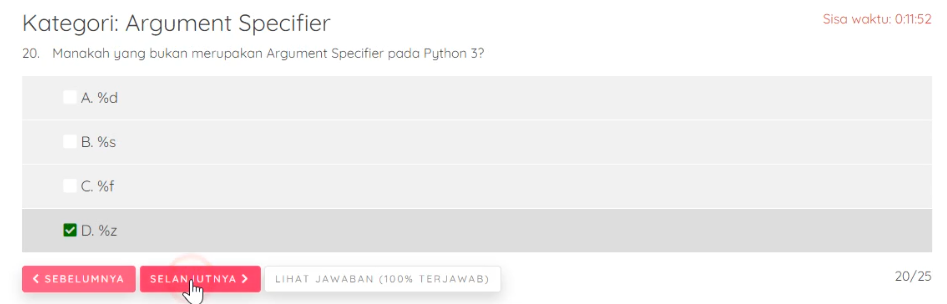 Kategori: Argument Specifier
Sisa waktu: 0:11:52
20. Manakah yang bukan merupakan Argument Specifier pada Python 3?
A. %d
B. %s
C. %f
D. %z
< SEBELUMNYA SELANJUTNYA > LIHAT JAWABAN (100% TERJAWAB) 20/25